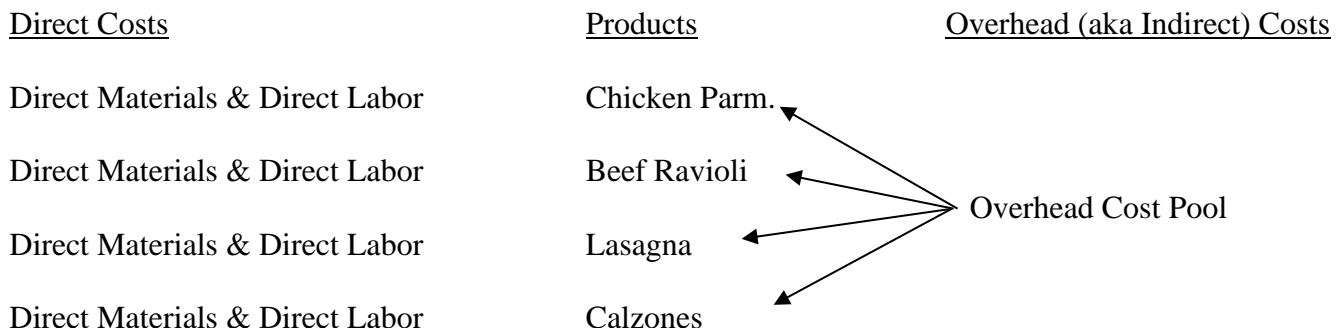 Direct Costs Products Overhead (aka Indirect) Costs
Direct Materials & Direct Labor Chicken Parm.
Direct Materials & Direct Labor Beef Ravioli
Overhead Cost Pool
Direct Materials & Direct Labor Lasagna
Direct Materials & Direct Labor Calzones